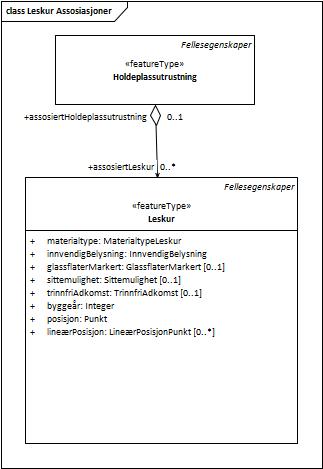 class Leskur Assosiasjoner
Fellesegenskaper
«featureType»
Holdeplassutrustning
+assosiertHoldeplassutrustning 0..1
+assosiertLeskur 0..*
Fellesegenskaper
«featureType»
Leskur
+ materialtype: MaterialtypeLeskur
+ innvendigBelysning: InnvendigBelysning
+ glassflaterMarkert: GlassflaterMarkert [0..1]
+ sittemulighet: Sittemulighet [0..1]
+ trinnfriAdkomst: TrinnfriAdkomst [0..1]
+ byggeår: Integer
+ posisjon: Punkt
+ lineærPosisjon: LineærPosisjonPunkt [0..*]